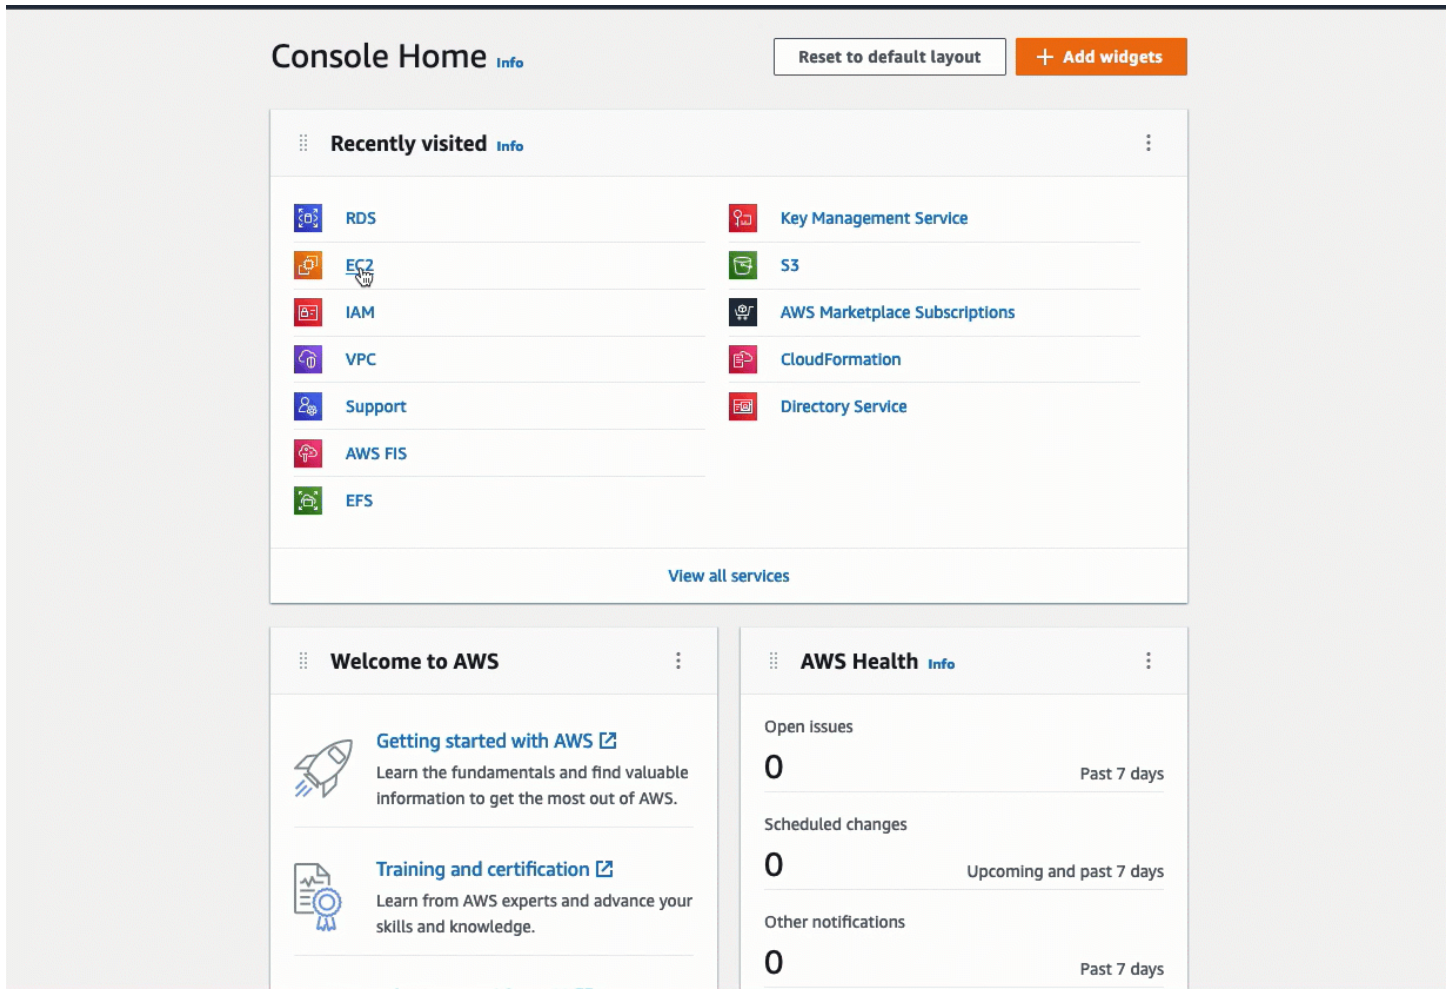 Console Home Info
Reset to default layout
+ Add widgets
Recently visited Info
RDS
EC2
IAM
VPC
Support
AWS FIS
EFS
Key Management Service
S3
AWS Marketplace Subscriptions
CloudFormation
Directory Service
View all services
Welcome to AWS
Getting started with AWS
Learn the fundamentals and find valuable
information to get the most out of AWS.
Training and certification
Learn from AWS experts and advance your
skills and knowledge.
AWS Health Info
Open issues
0 Past 7 days
Scheduled changes
0 Upcoming and past 7 days
Other notifications
0 Past 7 days